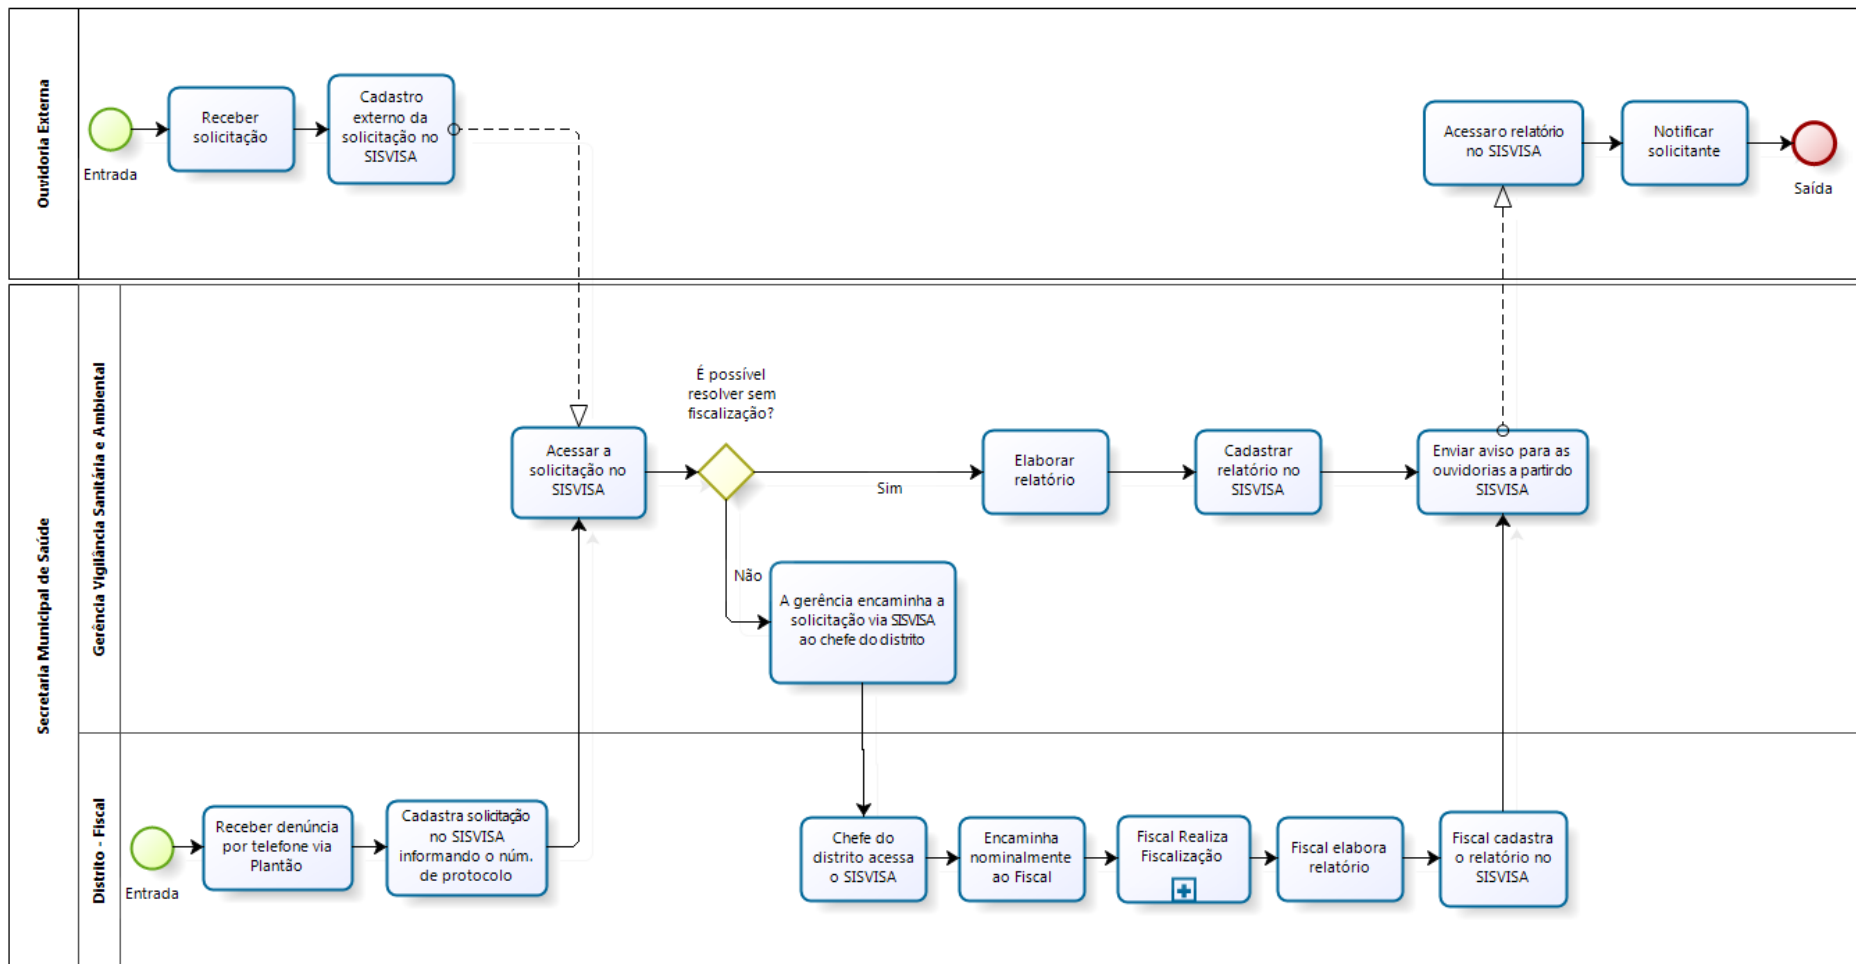 Ouvidoria Externa
Entrada
Receber
solicitação
Cadastro
externo da
solicitação no
SISVISA
Acessar o relatório
no SISVISA
Notificar
solicitante
Saída
Secretaria Municipal de Saúde
Gerência Vigilância Sanitária e Ambiental
Acessar a
solicitação no
SISVISA
É possível
resolver sem
fiscalização?
Sim
Não
Elaborar
relatório
Cadastrar
relatório no
SISVISA
Enviar aviso para as
ouvidorias a partir do
SISVISA
A gerência encaminha a
solicitação via SISVISA
ao chefe do distrito
Distrito - Fiscal
Entrada
Receber denúncia
por telefone via
Plantão
Cadastra solicitação
no SISVISA
informando o núm.
de protocolo
Chefe do
distrito acessa
o SISVISA
Encaminha
nominalmente
ao Fiscal
Fiscal Realiza
Fiscalização
Fiscal elabora
relatório
Fiscal cadastra
o relatório no
SISVISA